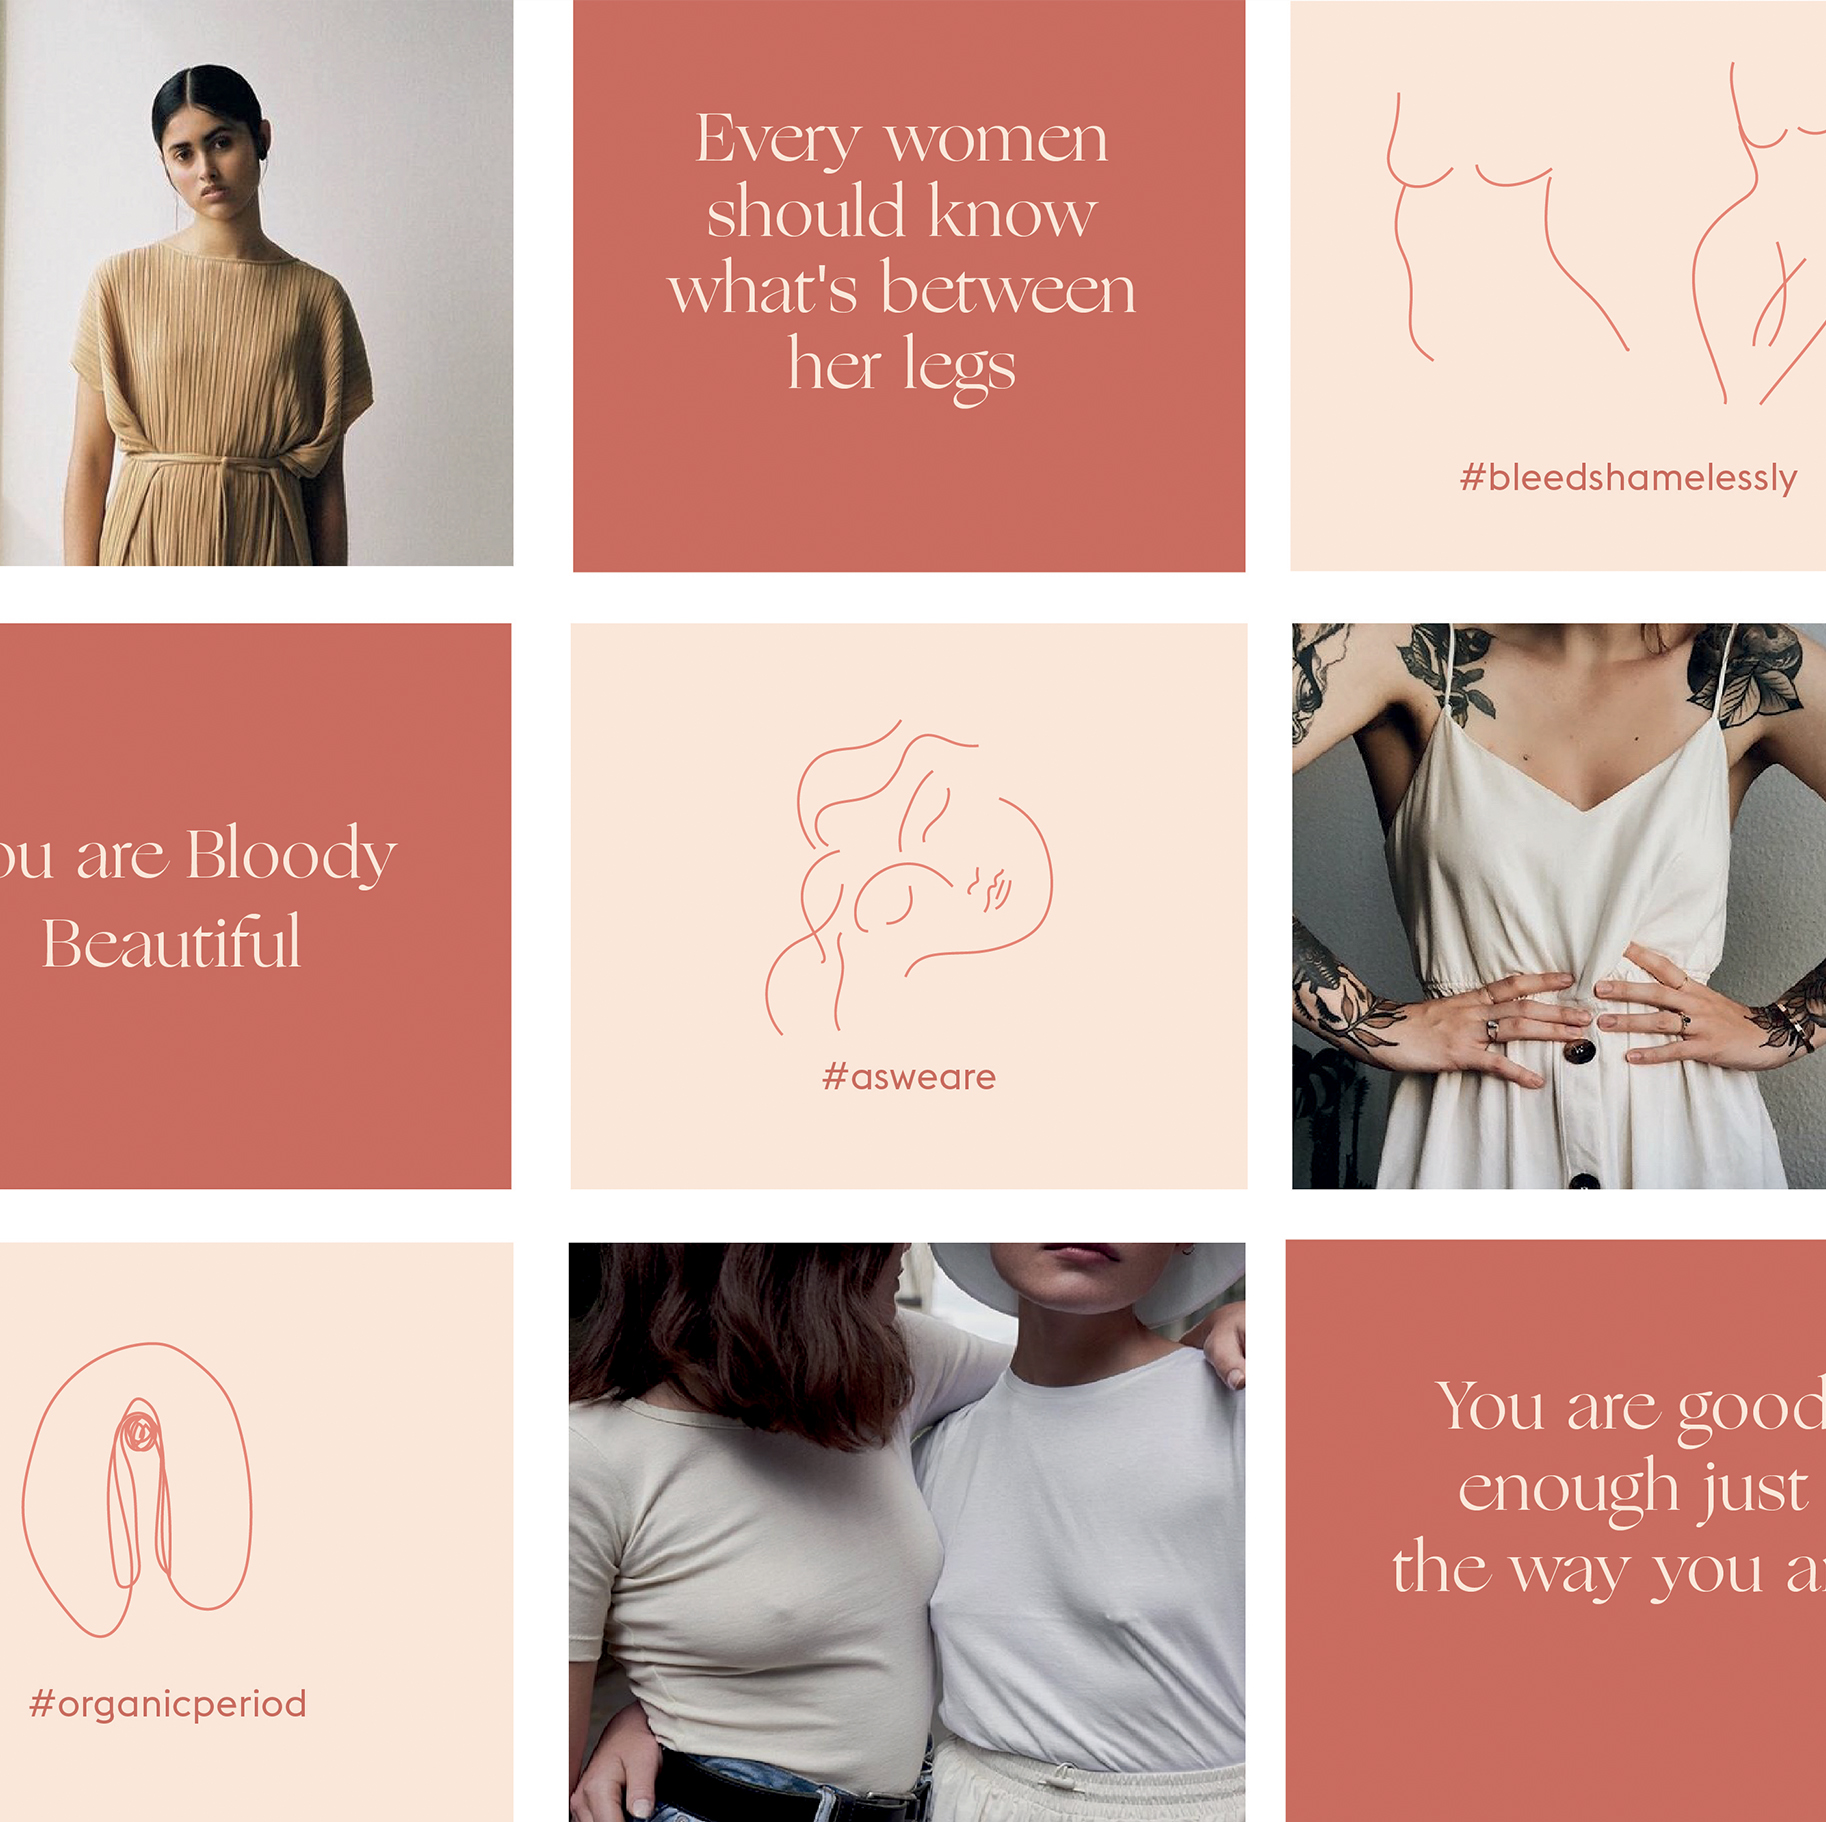 Every women
should know
what's between
her legs
#bleedshamelessly
ou are Bloody
Beautiful
#asweare
#organicperiod
You are good
enough just
the way you a